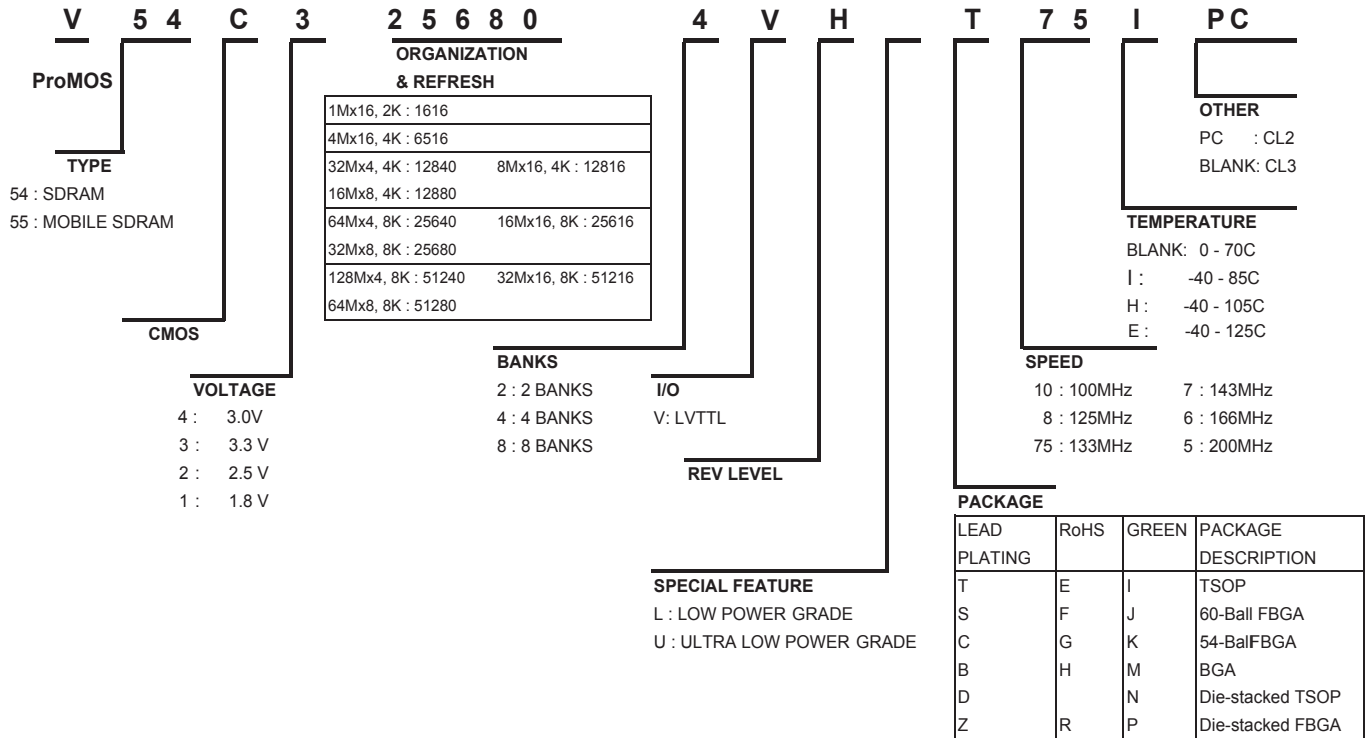 V 54 C 3 25680 4 V H T 75 I PC
ProMOS
TYPE
54 : SDRAM
55 : MOBILE SDRAM
CMOS
VOLTAGE
4 : 3.0V
3 : 3.3 V
2 : 2.5 V
1 : 1.8 V
ORGANIZATION
& REFRESH
1Mx16, 2K : 1616
4Mx16, 4K : 6516
32Mx4, 4K : 12840 8Mx16, 4K : 12816
16Mx8, 4K : 12880
64Mx4, 8K : 25640 16Mx16, 8K : 25616
32Mx8, 8K : 25680
128Mx4, 8K : 51240 32Mx16, 8K : 51216
64Mx8, 8K : 51280
BANKS
2 : 2 BANKS
4 : 4 BANKS
8 : 8 BANKS
I/O
V: LVTTL
REV LEVEL
SPECIAL FEATURE
L : LOW POWER GRADE
U : ULTRA LOW POWER GRADE
PACKAGE
LEAD RoHS GREEN PACKAGE
PLATING DESCRIPTION
T E I TSOP
S F J 60-Ball FBGA
C G K 54-BallFBGA
B H M BGA
D N Die-stacked TSOP
Z R P Die-stacked FBGA
SPEED
10 : 100MHz 7 : 143MHz
8 : 125MHz 6 : 166MHz
75 : 133MHz 5 : 200MHz
TEMPERATURE
BLANK: 0 - 70C
I : -40 - 85C
H : -40 - 105C
E : -40 - 125C
OTHER
PC : CL2
BLANK: CL3